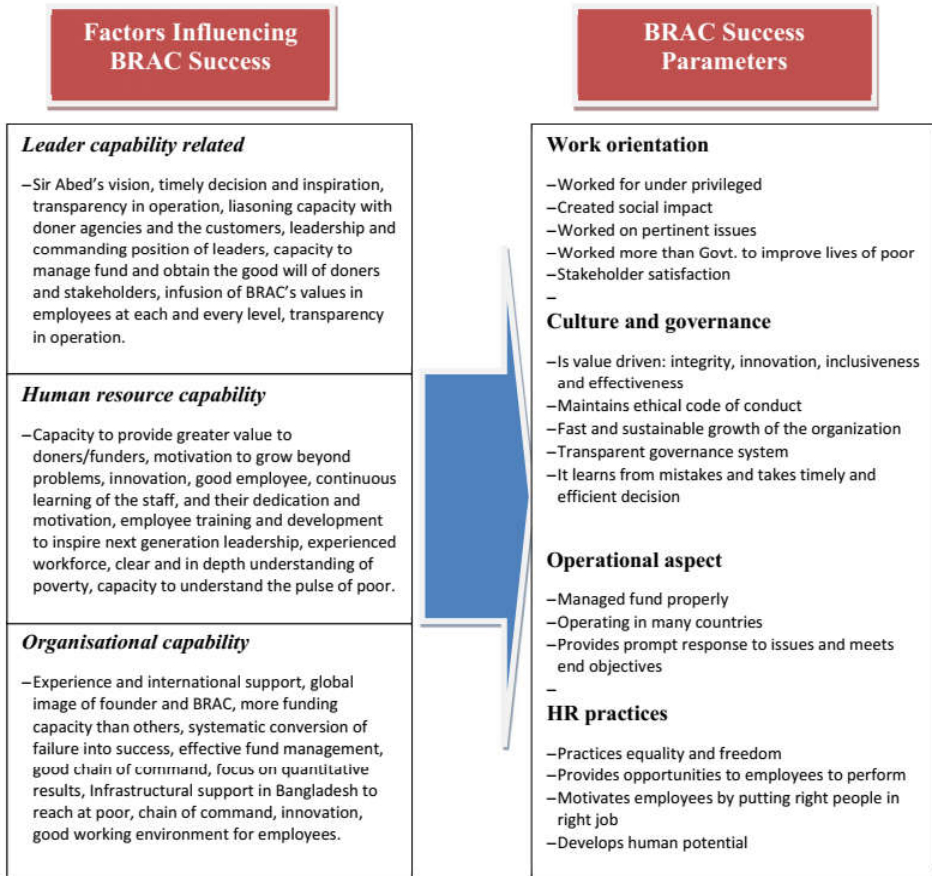 Factors Influencing
BRAC Success
Leader capability related
–Sir Abed's vision, timely decision and inspiration,
transparency in operation, liasoning capacity with
doner agencies and the customers, leadership and
commanding position of leaders, capacity to
manage fund and obtain the good will of doners
and stakeholders, infusion of BRAC's values in
employees at each and every level, transparency
in operation.
Human resource capability
–Capacity to provide greater value to
doners/funders, motivation to grow beyond
problems, innovation, good employee, continuous
learning of the staff, and their dedication and
motivation, employee training and development
to inspire next generation leadership, experienced
workforce, clear and in depth understanding of
poverty, capacity to understand the pulse of poor.
Organisational capability
–Experience and international support, global
image of founder and BRAC, more funding
capacity than others, systematic conversion of
failure into success, effective fund management,
good chain of command, focus on quantitative
results, Infrastructural support in Bangladesh to
reach at poor, chain of command, innovation,
good working environment for employees.
BRAC Success
Parameters
Work orientation
–Worked for under privileged
–Created social impact
–Worked on pertinent issues
–Worked more than Govt. to improve lives of poor
–Stakeholder satisfaction
–
Culture and governance
–Is value driven: integrity, innovation, inclusiveness
and effectiveness
–Maintains ethical code of conduct
–Fast and sustainable growth of the organization
–Transparent governance system
–It learns from mistakes and takes timely and
efficient decision
Operational aspect
–Managed fund properly
–Operating in many countries
–Provides prompt response to issues and meets
end objectives
–
HR practices
–Practices equality and freedom
–Provides opportunities to employees to perform
–Motivates employees by putting right people in
right job
–Develops human potential